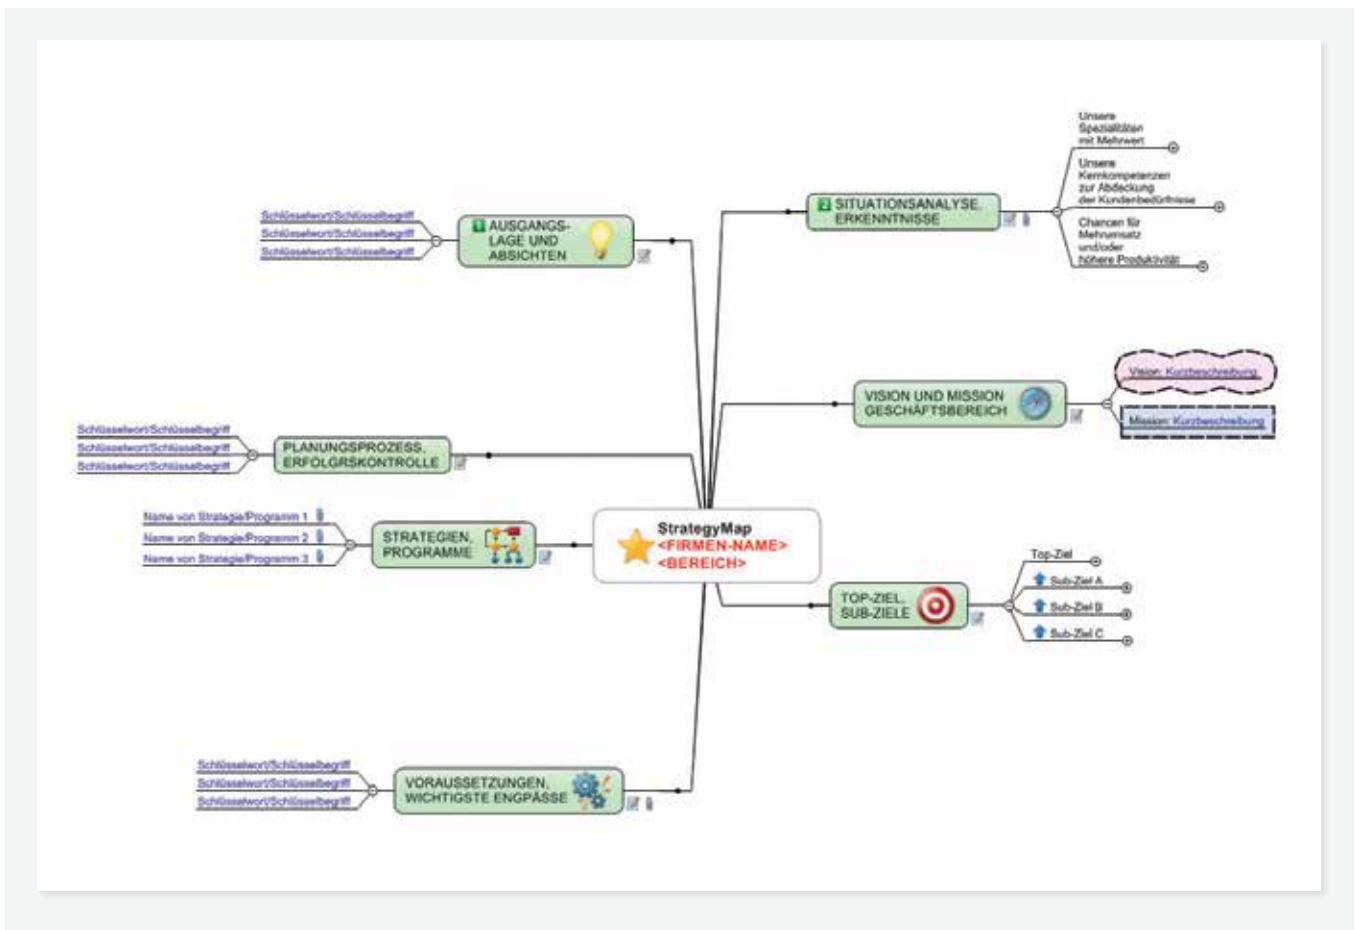 StrategyMap
<FIRMEN-NAME>
<BEREICH>
1 AUSGANGS-
LAGE UND
ABSICHTEN
Schlüsselwort/Schlüsselbegriff
Schlüsselwort/Schlüsselbegriff
Schlüsselwort/Schlüsselbegriff
2 SITUATIONSANALYSE,
ERKENNTNISSE
Unsere
Spezialitäten
mit Mehrwert
Unsere
Kernkompetenzen
zur Abdeckung
der Kundenbedürfnisse
Chancen für
Mehrumsatz
und/oder
höhere Produktivität
VISION UND MISSION
GESCHÄFTSBEREICH
Vision: Kurzbeschreibung
Mission: Kurzbeschreibung
TOP-ZIEL,
SUB-ZIELE
Top-Ziel
Sub-Ziel A
Sub-Ziel B
Sub-Ziel C
VORAUSSETZUNGEN,
WICHTIGSTE ENGPÄSSE
Schlüsselwort/Schlüsselbegriff
Schlüsselwort/Schlüsselbegriff
Schlüsselwort/Schlüsselbegriff
STRATEGIEN,
PROGRAMME
Name von Strategie/Programm 1
Name von Strategie/Programm 2
Name von Strategie/Programm 3
PLANUNGSPROZESS,
ERFOLGRSKONTROLLE
Schlüsselwort/Schlüsselbegriff
Schlüsselwort/Schlüsselbegriff
Schlüsselwort/Schlüsselbegriff